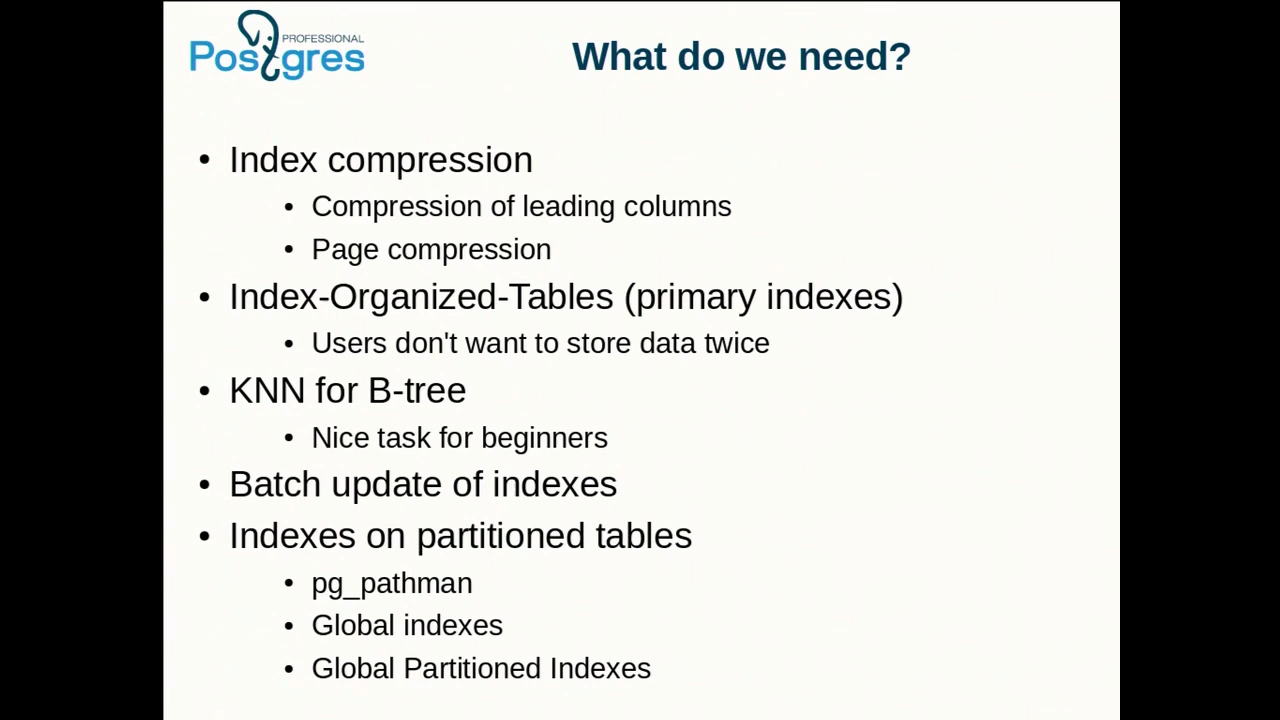 PROFESSIONAL
Postgres
What do we need?
• Index compression
• Compression of leading columns
• Page compression
• Index-Organized-Tables (primary indexes)
• Users don't want to store data twice
• KNN for B-tree
• Nice task for beginners
• Batch update of indexes
• Indexes on partitioned tables
• pg_pathman
• Global indexes
• Global Partitioned Indexes